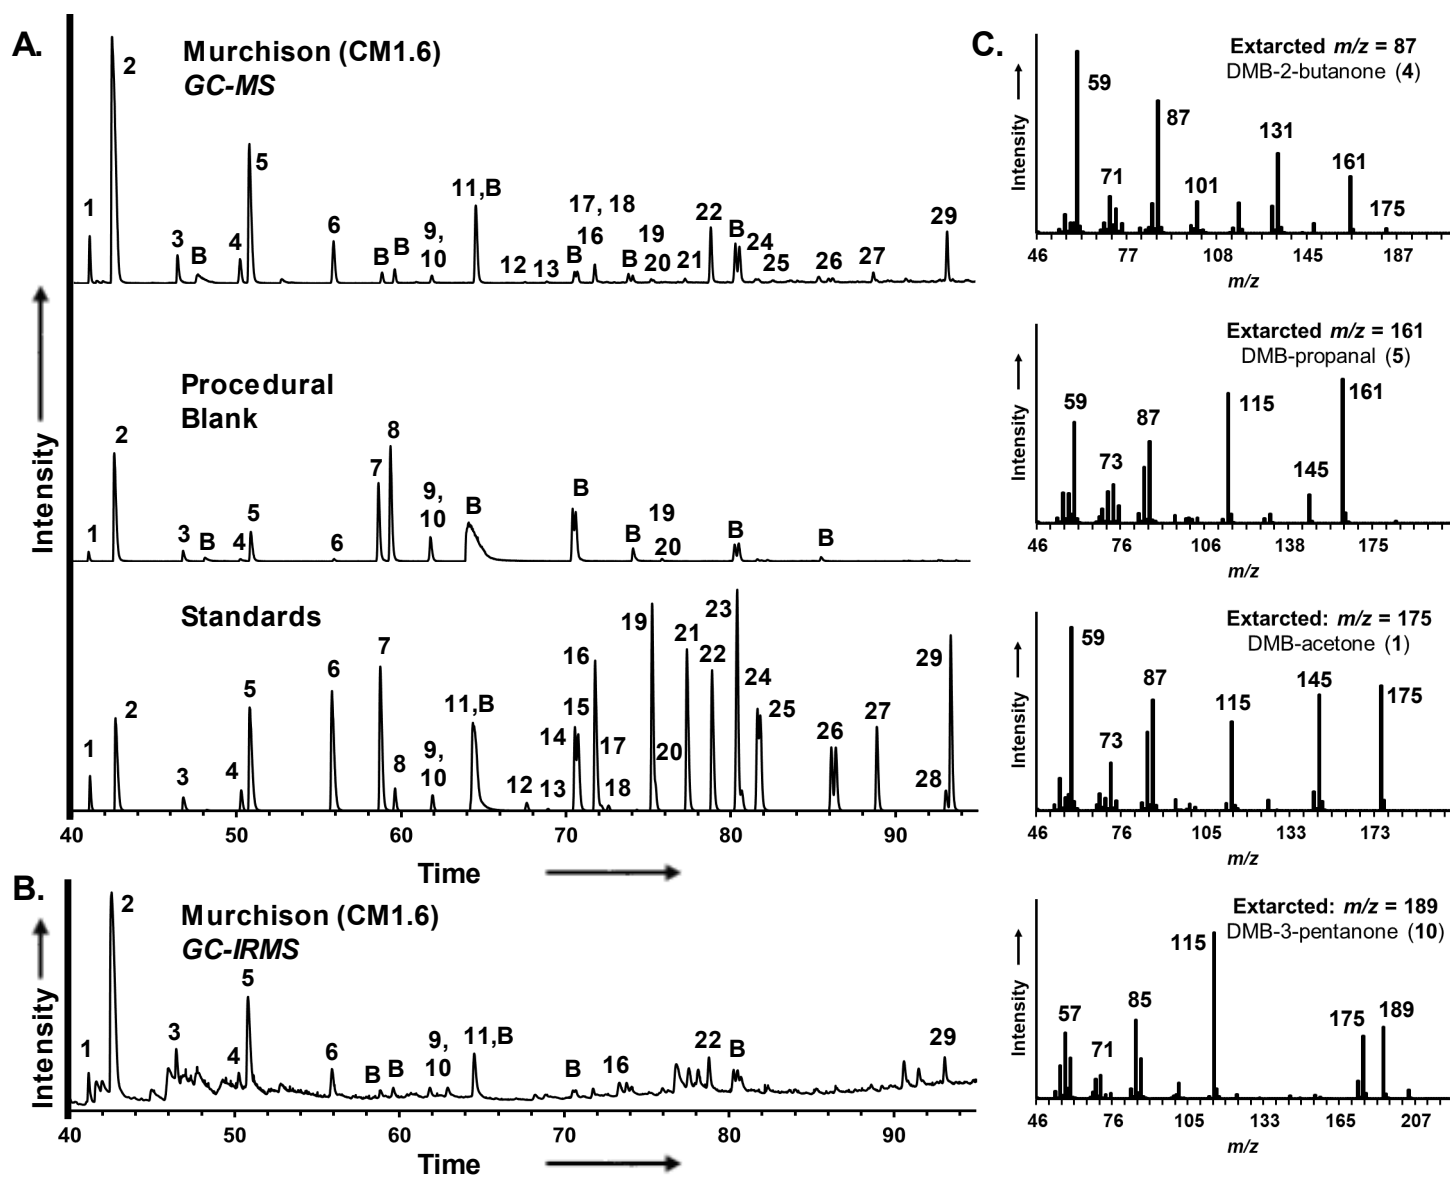 A.
Murchison (CM1.6)
GC-MS
1
2
3
B
4
5
6
B
B
9,
10
11,B
12
13
B
16
17, 18
B
19
20
21
22
B
24
25
26
27
29
Procedural
Blank
1
2
3
B
4
5
6
7
8
9,
10
B
B
B
19
20
B
B
Standards
1
2
3
4
5
6
7
8
9,
10
11,B
12
13
14
15
16
17
18
19
20
21
22
23
24
25
26
27
28
29
Intensity
40
50
60
70
80
90
Time
B.
Murchison (CM1.6)
GC-IRMS
1
2
3
4
5
6
B
B
9,
10
11,B
B
16
22
B
29
Intensity
40
50
60
70
80
90
Time
C.
Extarcted m/z = 87
DMB-2-butanone (4)
59
71
87
101
131
161
175
Intensity
46
77
108
145
187
m/z
Extarcted m/z = 161
DMB-propanal (5)
59
73
87
115
145
161
Intensity
46
76
106
138
175
m/z
Extarcted: m/z = 175
DMB-acetone (1)
59
73
87
115
145
175
Intensity
46
76
105
133
173
m/z
Extarcted: m/z = 189
DMB-3-pentanone (10)
57
71
85
115
175
189
Intensity
46
76
105
133
165
207
m/z